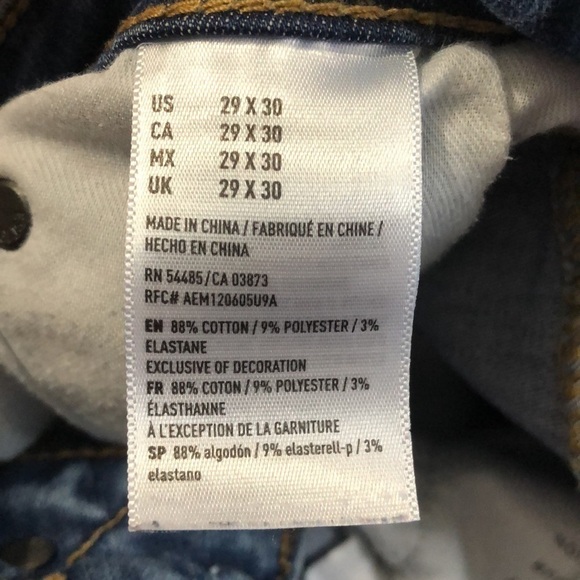 US 29 X 30
CA 29 X 30
MX 29 X 30
UK 29 X 30
MADE IN CHINA / FABRIQUÉ EN CHINE /
HECHO EN CHINA
RN 54485/CA 03873
RFC# AEM120605U9A
EN 88% COTTON / 9% POLYESTER / 3%
ELASTANE
EXCLUSIVE OF DECORATION
FR 88% COTON / 9% POLYESTER / 3%
ÉLASTHANNE
À L'EXCEPTION DE LA GARNITURE
SP 88% algodón / 9% elasterell-p / 3%
elastano